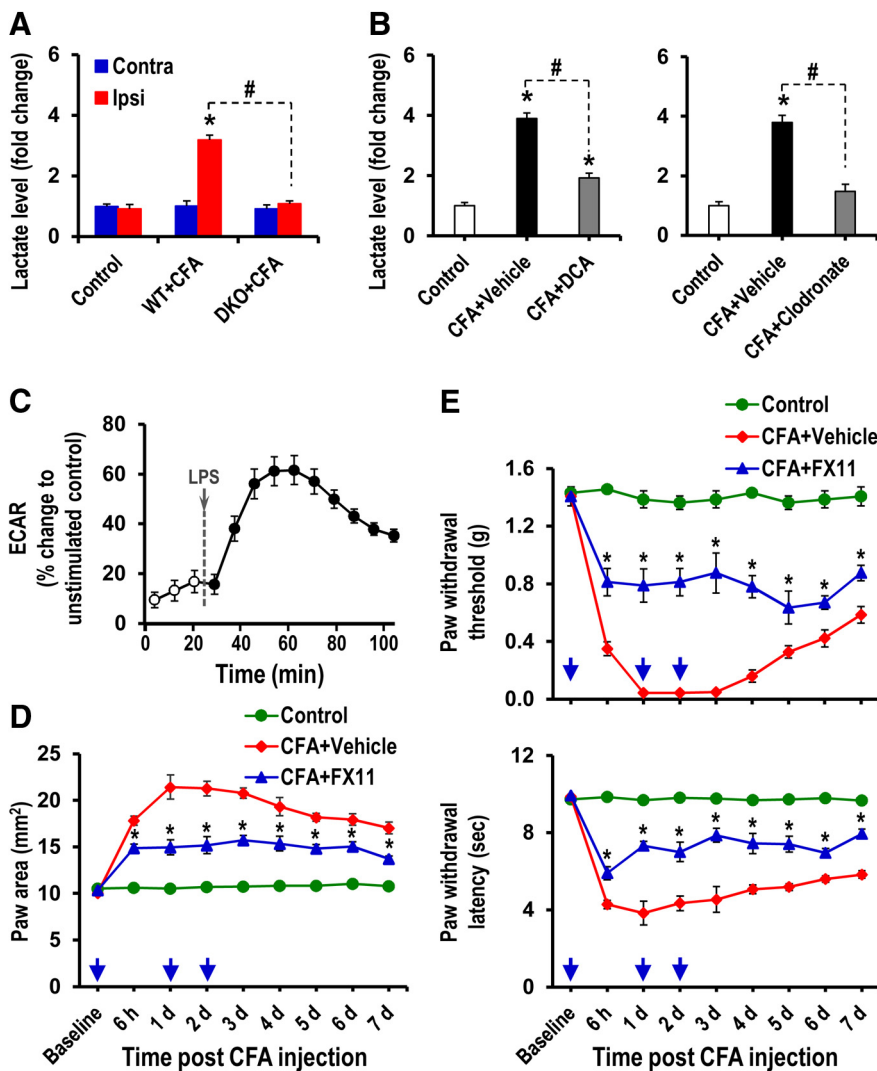 A
Lactate level (fold change)
6
4
2
0
Contra
Ipsi
*
#
Control
WT+CFA
DKO+CFA
B
Lactate level (fold change)
6
4
2
0
*
#
*
Control
CFA+Vehicle
CFA+DCA
6
4
2
0
*
#
Control
CFA+Vehicle
CFA+Clodronate
C
ECAR
(% change to
unstimulated control)
80
60
40
20
0
LPS
0 20 40 60 80 100
Time (min)
D
Control
CFA+Vehicle
CFA+FX11
Paw area (mm²)
25
20
15
10
5
0
* * * * * * * *
Baseline
6 h
1 d
2 d
3 d
4 d
5 d
6 d
7 d
Time post CFA injection
E
Control
CFA+Vehicle
CFA+FX11
Paw withdrawal
threshold (g)
1.6
1.2
0.8
0.4
0.0
* * * * * * * *
Paw withdrawal
latency (sec)
12
8
4
0
* * * * * * * *
Baseline
6 h
1 d
2 d
3 d
4 d
5 d
6 d
7 d
Time post CFA injection